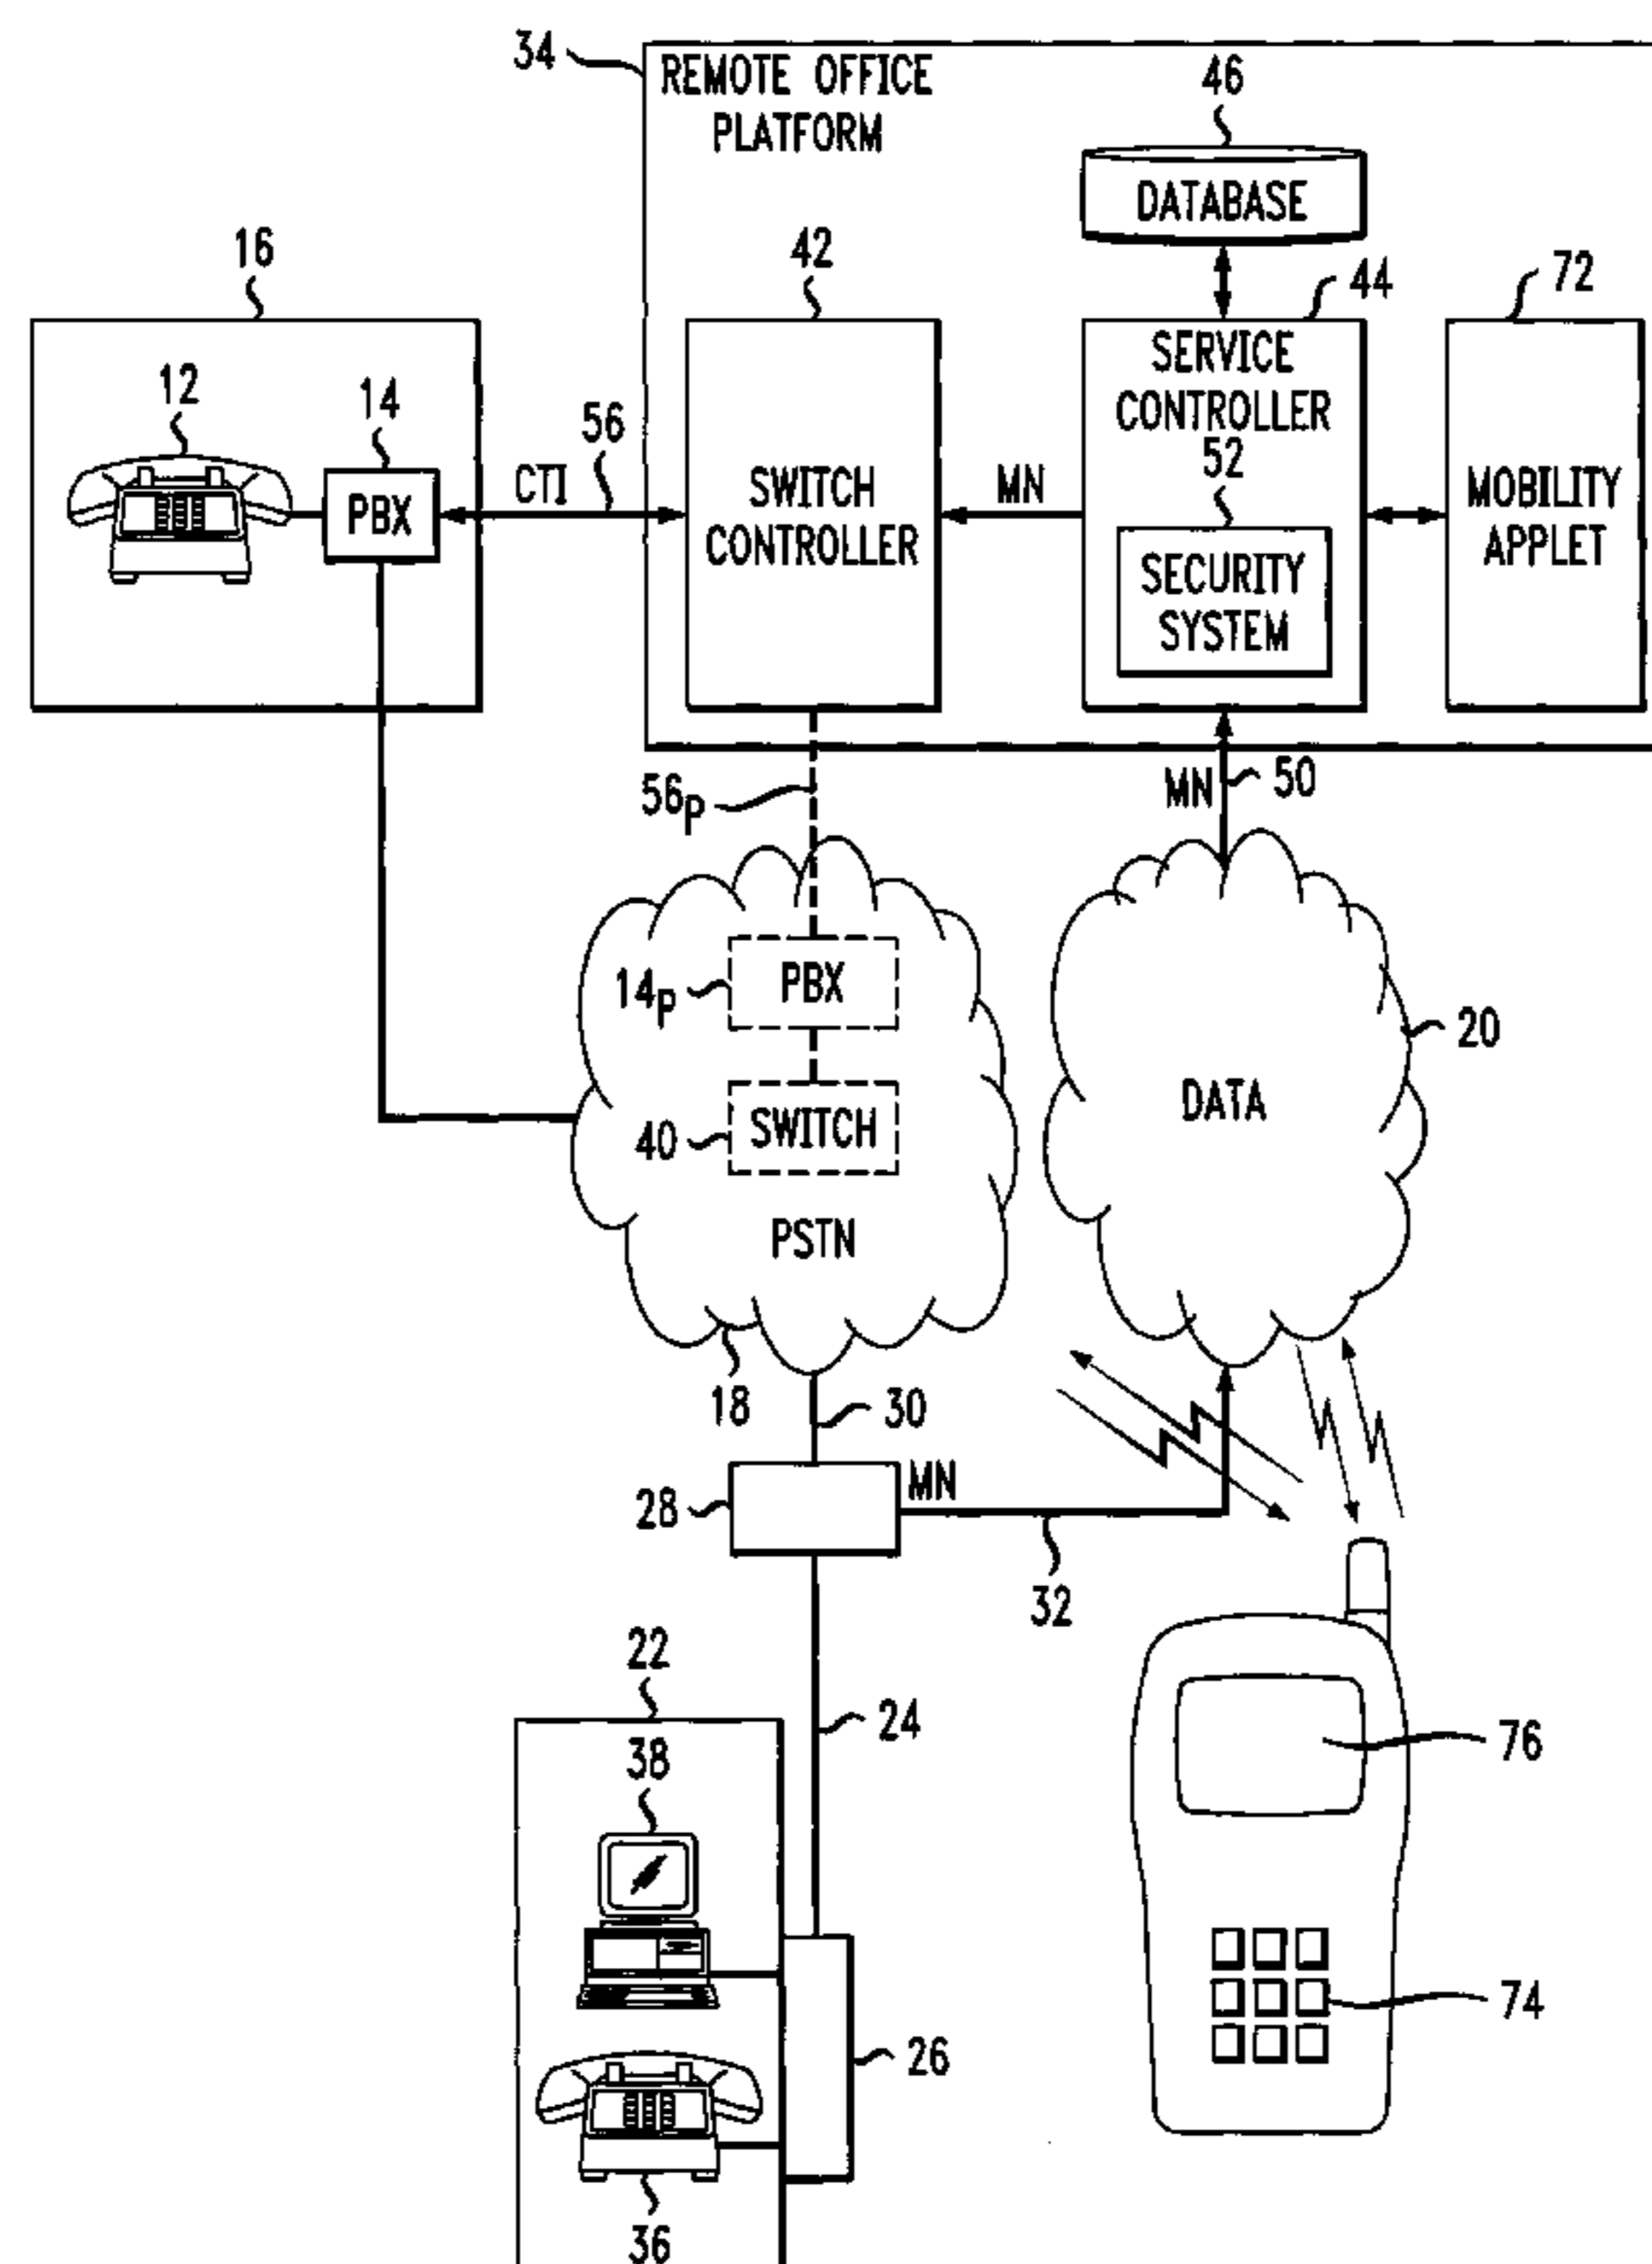 34
REMOTE OFFICE
PLATFORM
46
DATABASE
16
42
44
72
12
14
PBX
CTI
56
SWITCH
CONTROLLER
MN
SERVICE
CONTROLLER
52
SECURITY
SYSTEM
MOBILITY
APPLET
56p
MN
50
14p
PBX
20
40
SWITCH
DATA
PSTN
18
30
28
MN
32
22
24
38
76
74
26
36